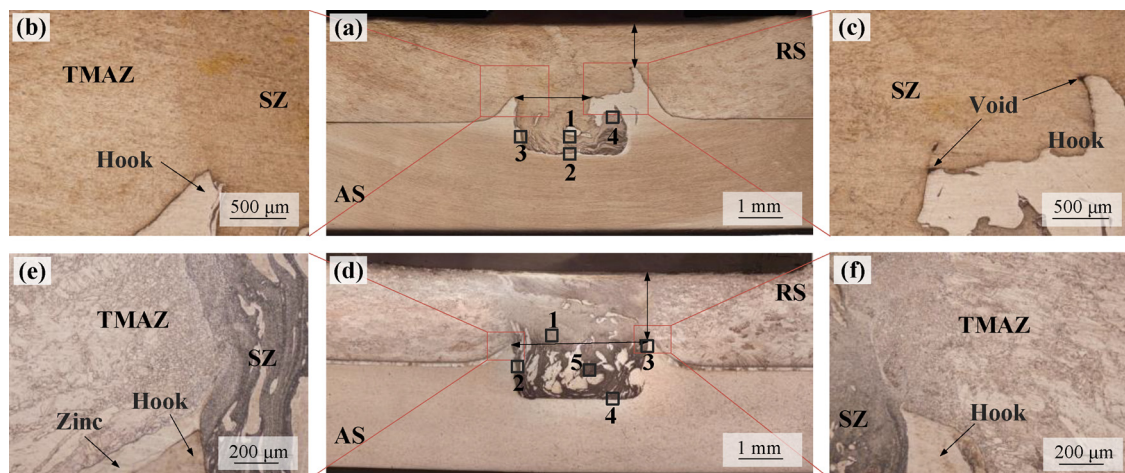 (b)
TMAZ
SZ
Hook
500 μm
(a)
RS
1
3
2
4
AS
1 mm
(c)
SZ
Void
Hook
500 μm
(e)
TMAZ
SZ
Hook
Zinc
200 μm
(d)
RS
1
2
3
5
4
AS
1 mm
(f)
TMAZ
SZ
Hook
200 μm